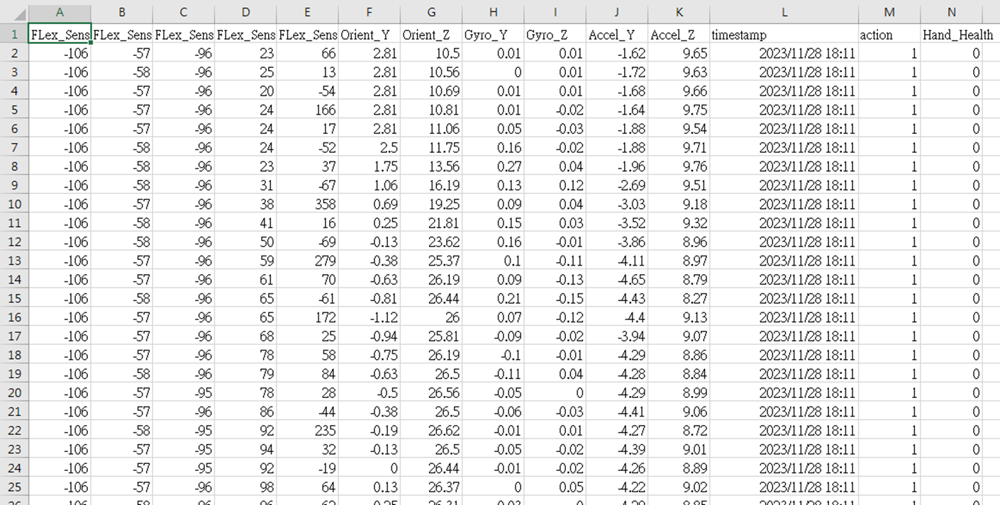 A B C D E F G H I J K L M N
1 FLex_Sens FLex_Sens FLex_Sens FLex_Sens FLex_Sens Orient_Y Orient_Z Gyro_Y Gyro_Z Accel_Y Accel_Z timestamp action Hand_Health
2 -106 -57 -96 23 66 2.81 10.5 0.01 0.01 -1.62 9.65 2023/11/28 18:11 1 0
3 -106 -58 -96 25 13 2.81 10.56 0 0.01 -1.72 9.63 2023/11/28 18:11 1 0
4 -106 -57 -96 20 -54 2.81 10.69 0.01 0.01 -1.68 9.66 2023/11/28 18:11 1 0
5 -106 -57 -96 24 166 2.81 10.81 0.01 -0.02 -1.64 9.75 2023/11/28 18:11 1 0
6 -106 -57 -96 24 17 2.81 11.06 0.05 -0.03 -1.88 9.54 2023/11/28 18:11 1 0
7 -106 -58 -96 24 -52 2.5 11.75 0.16 -0.02 -1.88 9.71 2023/11/28 18:11 1 0
8 -106 -58 -96 23 37 1.75 13.56 0.27 0.04 -1.96 9.76 2023/11/28 18:11 1 0
9 -106 -58 -96 31 -67 1.06 16.19 0.13 0.12 -2.69 9.51 2023/11/28 18:11 1 0
10 -106 -57 -96 38 358 0.69 19.25 0.09 0.04 -3.03 9.18 2023/11/28 18:11 1 0
11 -106 -58 -96 41 16 0.25 21.81 0.15 0.03 -3.52 9.32 2023/11/28 18:11 1 0
12 -106 -58 -96 50 -69 -0.13 23.62 0.16 -0.01 -3.86 8.96 2023/11/28 18:11 1 0
13 -106 -57 -96 59 279 -0.38 25.37 0.1 -0.11 -4.11 8.97 2023/11/28 18:11 1 0
14 -106 -57 -96 61 70 -0.63 26.19 0.09 -0.13 -4.65 8.79 2023/11/28 18:11 1 0
15 -106 -58 -96 65 -61 -0.81 26.44 0.21 -0.15 -4.43 8.27 2023/11/28 18:11 1 0
16 -106 -57 -96 65 172 -1.12 26 0.07 -0.12 -4.4 9.13 2023/11/28 18:11 1 0
17 -106 -57 -96 68 25 -0.94 25.81 -0.09 -0.02 -3.94 9.07 2023/11/28 18:11 1 0
18 -106 -57 -96 78 58 -0.75 26.19 -0.1 -0.01 -4.29 8.86 2023/11/28 18:11 1 0
19 -106 -58 -96 79 84 -0.63 26.5 -0.11 0.04 -4.28 8.84 2023/11/28 18:11 1 0
20 -106 -57 -95 78 28 -0.5 26.56 -0.05 0 -4.29 8.99 2023/11/28 18:11 1 0
21 -106 -57 -96 86 -44 -0.38 26.5 -0.06 -0.03 -4.41 9.06 2023/11/28 18:11 1 0
22 -106 -58 -95 92 235 -0.19 26.62 -0.01 0.01 -4.27 8.72 2023/11/28 18:11 1 0
23 -106 -57 -95 94 32 -0.13 26.5 -0.05 -0.02 -4.39 9.01 2023/11/28 18:11 1 0
24 -106 -57 -95 92 -19 0 26.44 -0.01 -0.02 -4.26 8.89 2023/11/28 18:11 1 0
25 -106 -57 -96 98 64 0.13 26.37 0 0.05 -4.22 9.02 2023/11/28 18:11 1 0